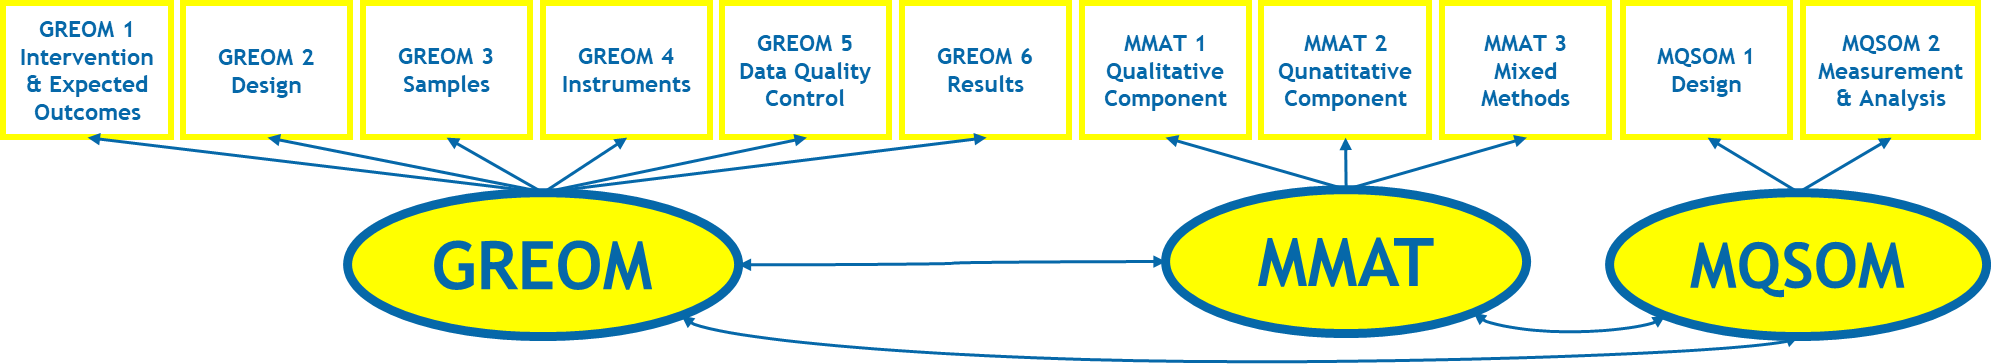 GREOM 1
Intervention
& Expected
Outcomes
GREOM 2
Design
GREOM 3
Samples
GREOM 4
Instruments
GREOM 5
Data Quality
Control
GREOM 6
Results
MMAT 1
Qualitative
Component
MMAT 2
Qunatitative
Component
MMAT 3
Mixed
Methods
MQSOM 1
Design
MQSOM 2
Measurement
& Analysis
GREOM
MMAT
MQSOM